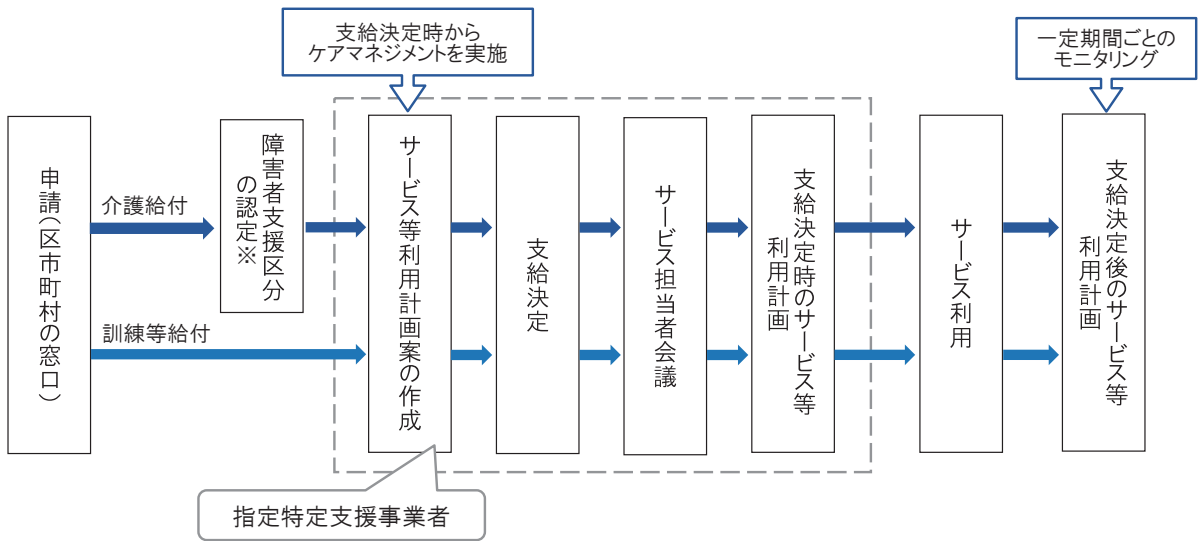 支給決定時から
ケアマネジメントを実施
一定期間ごとの
モニタリング
申請(区市町村の窓口)
介護給付
訓練等給付
障害者支援区分
の認定※
サービス等利用計画案の作成
支給決定
サービス担当者会議
支給決定時のサービス等
利用計画
サービス利用
支給決定後のサービス等
利用計画
指定特定支援事業者